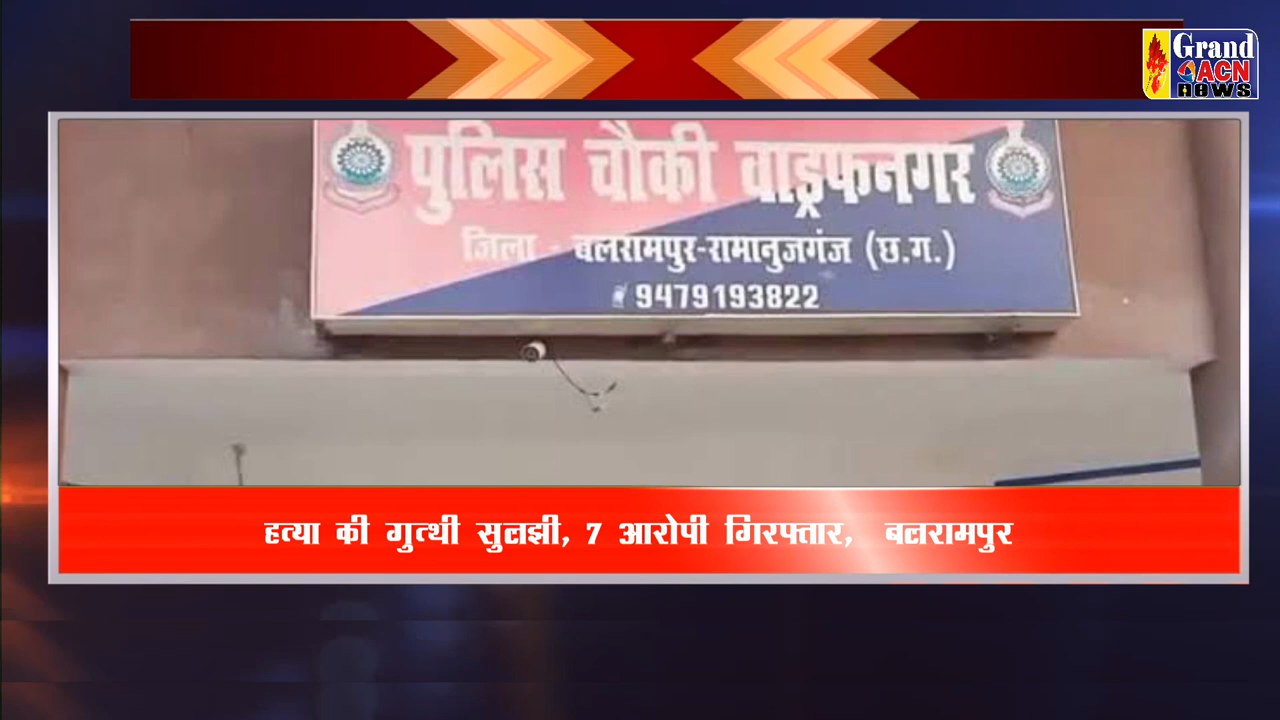 Grand
ACN
news
पुलिस चौकी वाड्रफनगर
जिला - बलरामपुर-रामानुजगंज (छ.ग.)
9479193822
हत्या की गुत्थी सुलझी, 7 आरोपी गिरफ्तार, बलरामपुर